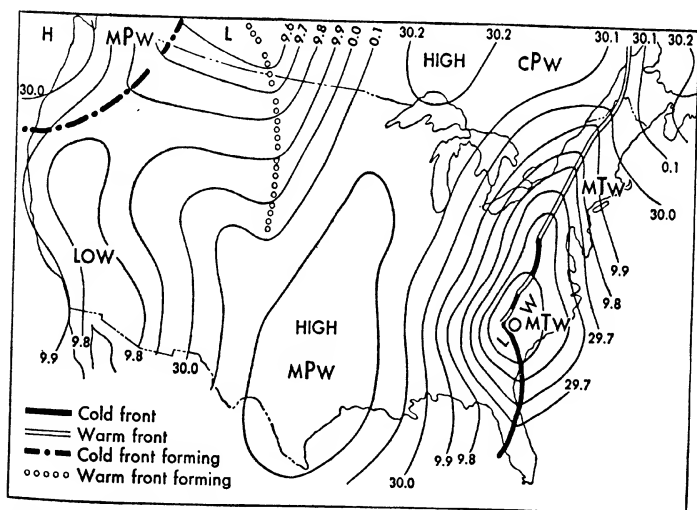 H
MPW
L
9.6
9.7
9.8
9.9
0.0
0.1
30.2
30.2
30.1
30.1
30.2
HIGH
CPW
30.0
0.1
MTW
30.0
LOW
9.9
9.8
W
MTW
L
29.7
HIGH
MPW
9.9
9.8
9.8
30.0
29.7
9.9
9.8
30.0
Cold front
Warm front
Cold front forming
Warm front forming